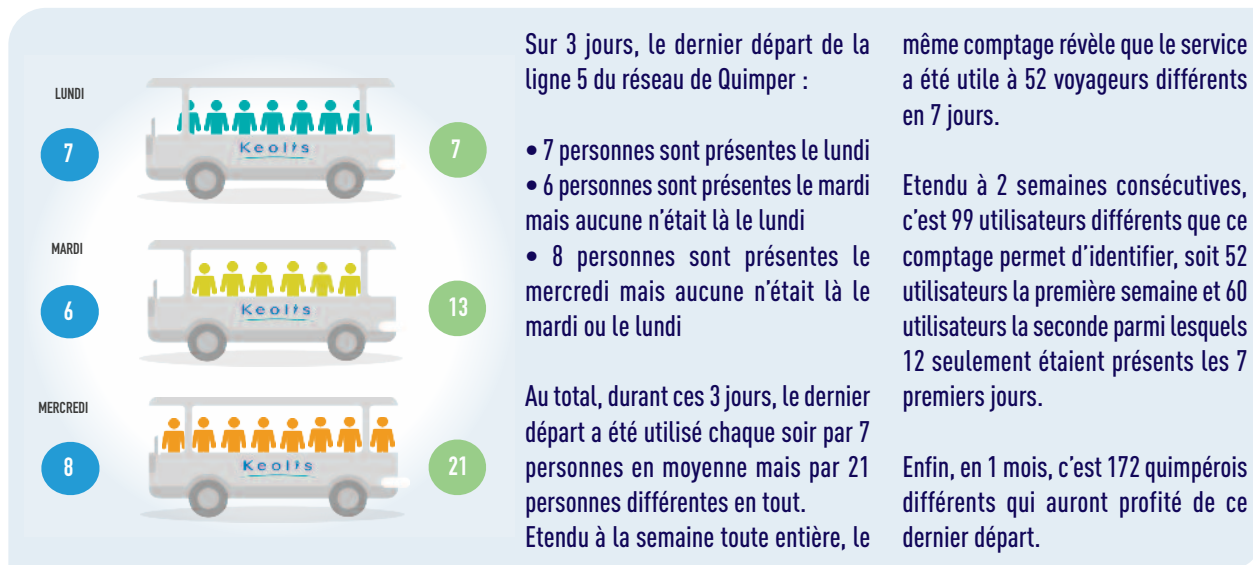 LUNDI
7
Keolis
7
MARDI
6
Keolis
13
MERCREDI
8
Keolis
21
Sur 3 jours, le dernier départ de la
ligne 5 du réseau de Quimper :
• 7 personnes sont présentes le lundi
• 6 personnes sont présentes le mardi
mais aucune n’était là le lundi
• 8 personnes sont présentes le
mercredi mais aucune n’était là le
mardi ou le lundi
Au total, durant ces 3 jours, le dernier
départ a été utilisé chaque soir par 7
personnes en moyenne mais par 21
personnes différentes en tout.
Etendu à la semaine toute entière, le
même comptage révèle que le service
a été utile à 52 voyageurs différents
en 7 jours.
Etendu à 2 semaines consécutives,
c’est 99 utilisateurs différents que ce
comptage permet d’identifier, soit 52
utilisateurs la première semaine et 60
utilisateurs la seconde parmi lesquels
12 seulement étaient présents les 7
premiers jours.
Enfin, en 1 mois, c’est 172 quimpérois
différents qui auront profité de ce
dernier départ.